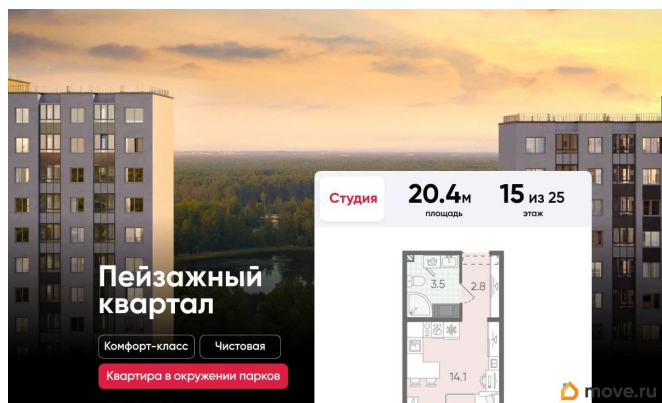 Студия
20.4м
площадь
15 из 25
этаж
3.5
2.8
14.1
Пейзажный
квартал
Комфорт-класс
Чистовая
Квартира в окружении парков
move.ru